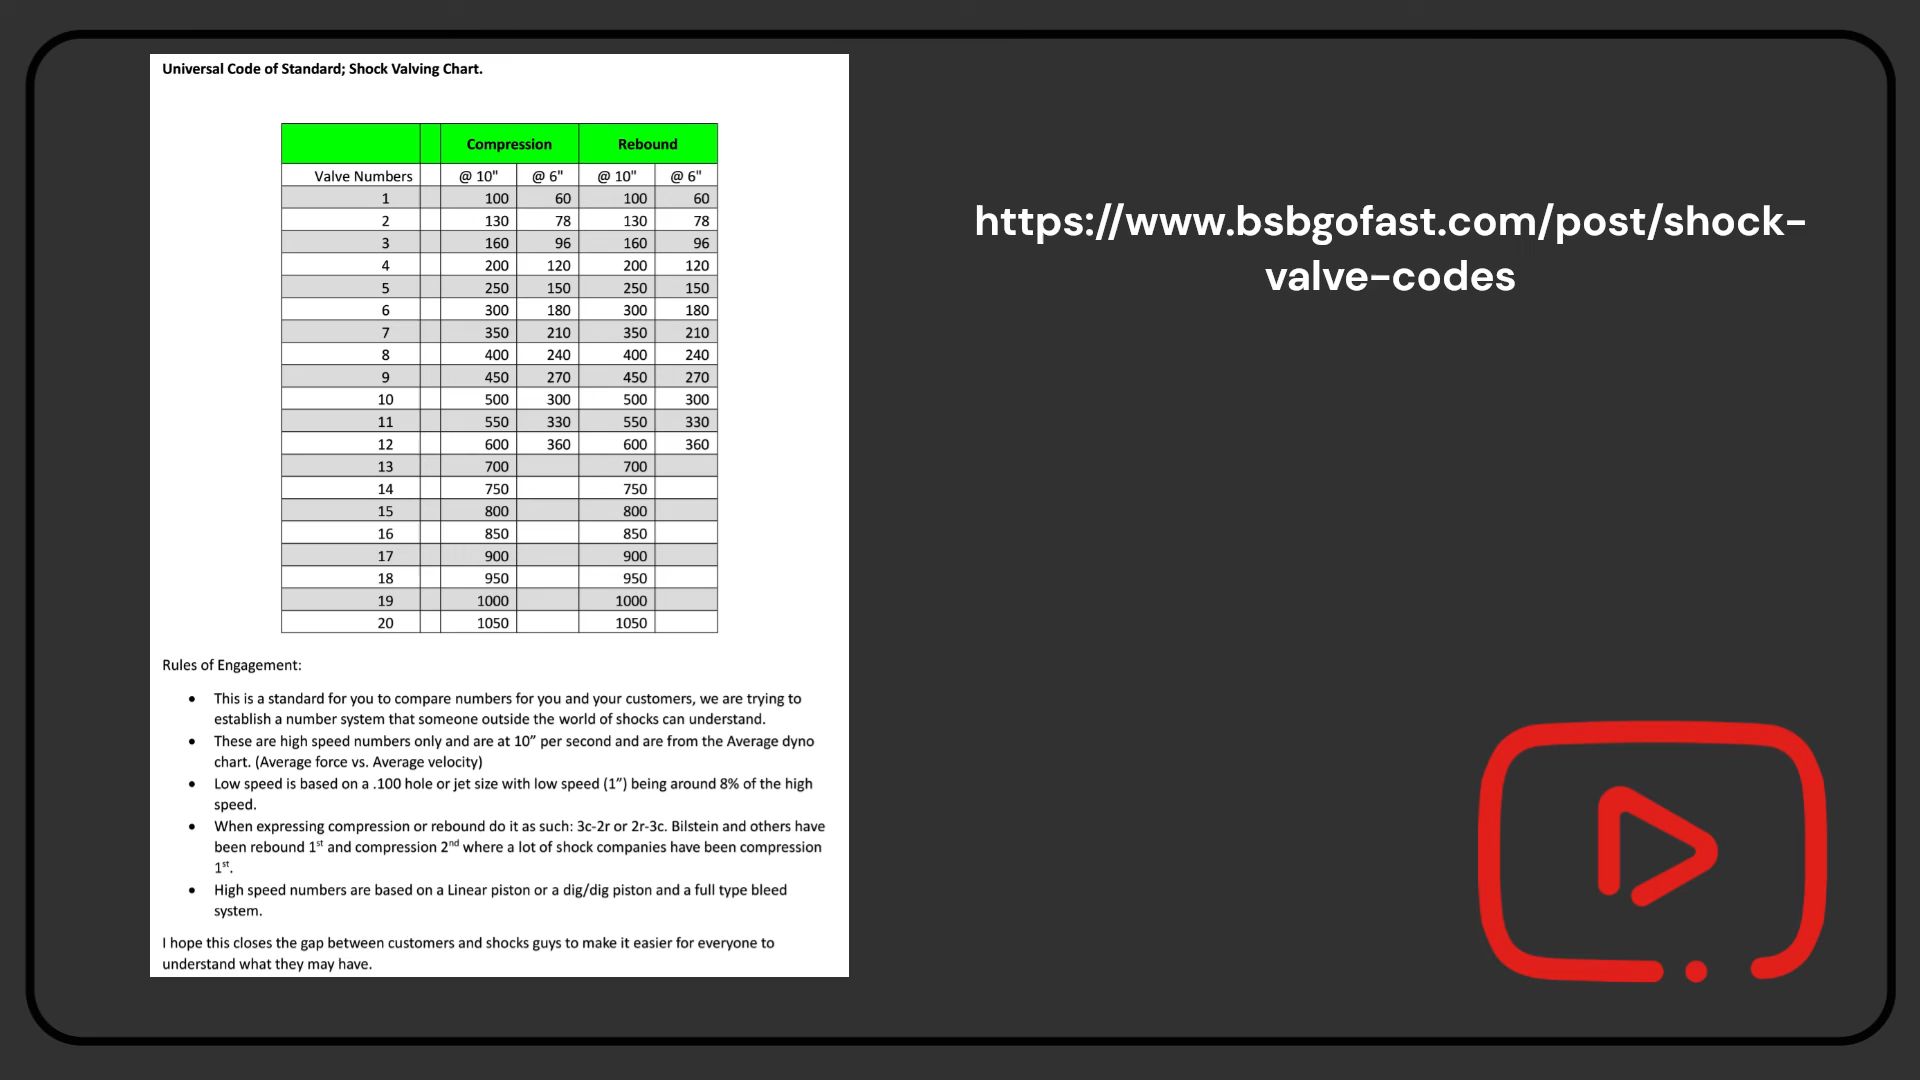 Universal Code of Standard; Shock Valving Chart.
Compression Rebound
Valve Numbers @ 10" @ 6" @ 10" @ 6"
1 100 60 100 60
2 130 78 130 78
3 160 96 160 96
4 200 120 200 120
5 250 150 250 150
6 300 180 300 180
7 350 210 350 210
8 400 240 400 240
9 450 270 450 270
10 500 300 500 300
11 550 330 550 330
12 600 360 600 360
13 700 700
14 750 750
15 800 800
16 850 850
17 900 900
18 950 950
19 1000 1000
20 1050 1050
Rules of Engagement:
• This is a standard for you to compare numbers for you and your customers, we are trying to
establish a number system that someone outside the world of shocks can understand.
• These are high speed numbers only and are at 10” per second and are from the Average dyno
chart. (Average force vs. Average velocity)
• Low speed is based on a .100 hole or jet size with low speed (1”) being around 8% of the high
speed.
• When expressing compression or rebound do it as such: 3c-2r or 2r-3c. Bilstein and others have
been rebound 1st and compression 2nd where a lot of shock companies have been compression
1st.
• High speed numbers are based on a Linear piston or a dig/dig piston and a full type bleed
system.
I hope this closes the gap between customers and shocks guys to make it easier for everyone to
understand what they may have.
https://www.bsbgofast.com/post/shock-
valve-codes